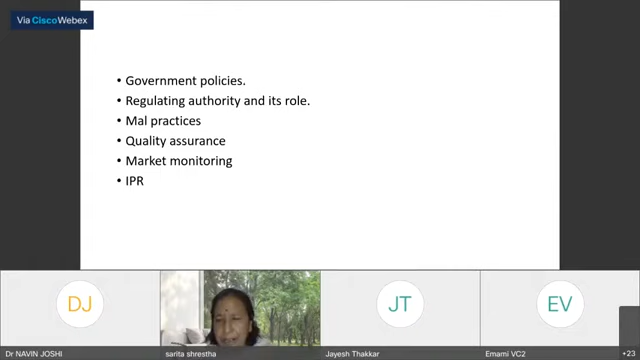 Via CiscoWebex
• Government policies.
• Regulating authority and its role.
• Mal practices
• Quality assurance
• Market monitoring
• IPR
DJ
JT
EV
Dr NAVIN JOSHI
sarita shrestha
Jayesh Thakkar
Emami VC2
+23